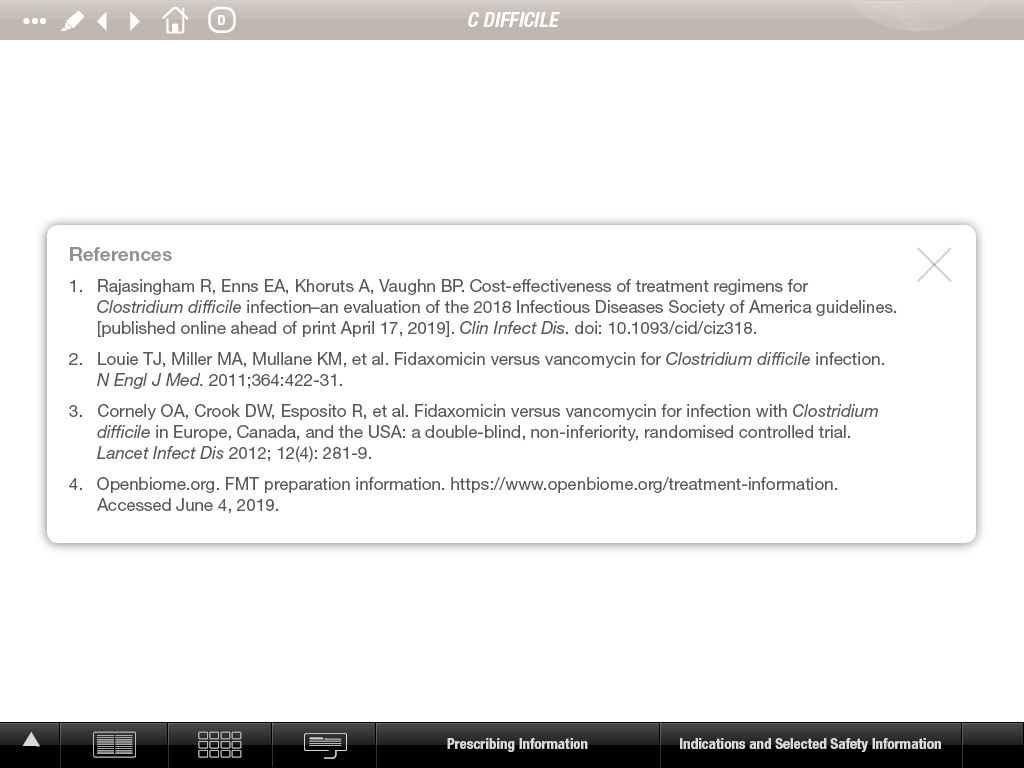 D
C DIFFICILE
References
1. Rajasingham R, Enns EA, Khoruts A, Vaughn BP. Cost-effectiveness of treatment regimens for
Clostridium difficile infection–an evaluation of the 2018 Infectious Diseases Society of America guidelines.
[published online ahead of print April 17, 2019]. Clin Infect Dis. doi: 10.1093/cid/ciz318.
2. Louie TJ, Miller MA, Mullane KM, et al. Fidaxomicin versus vancomycin for Clostridium difficile infection.
N Engl J Med. 2011;364:422-31.
3. Cornely OA, Crook DW, Esposito R, et al. Fidaxomicin versus vancomycin for infection with Clostridium
difficile in Europe, Canada, and the USA: a double-blind, non-inferiority, randomised controlled trial.
Lancet Infect Dis 2012; 12(4): 281-9.
4. Openbiome.org. FMT preparation information. https://www.openbiome.org/treatment-information.
Accessed June 4, 2019.
Prescribing Information
Indications and Selected Safety Information